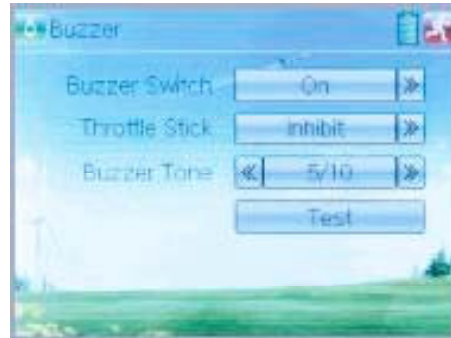 Buzzer
Buzzer Switch On
Throttle Stick Inhibit
Buzzer Tone 5/10
Test